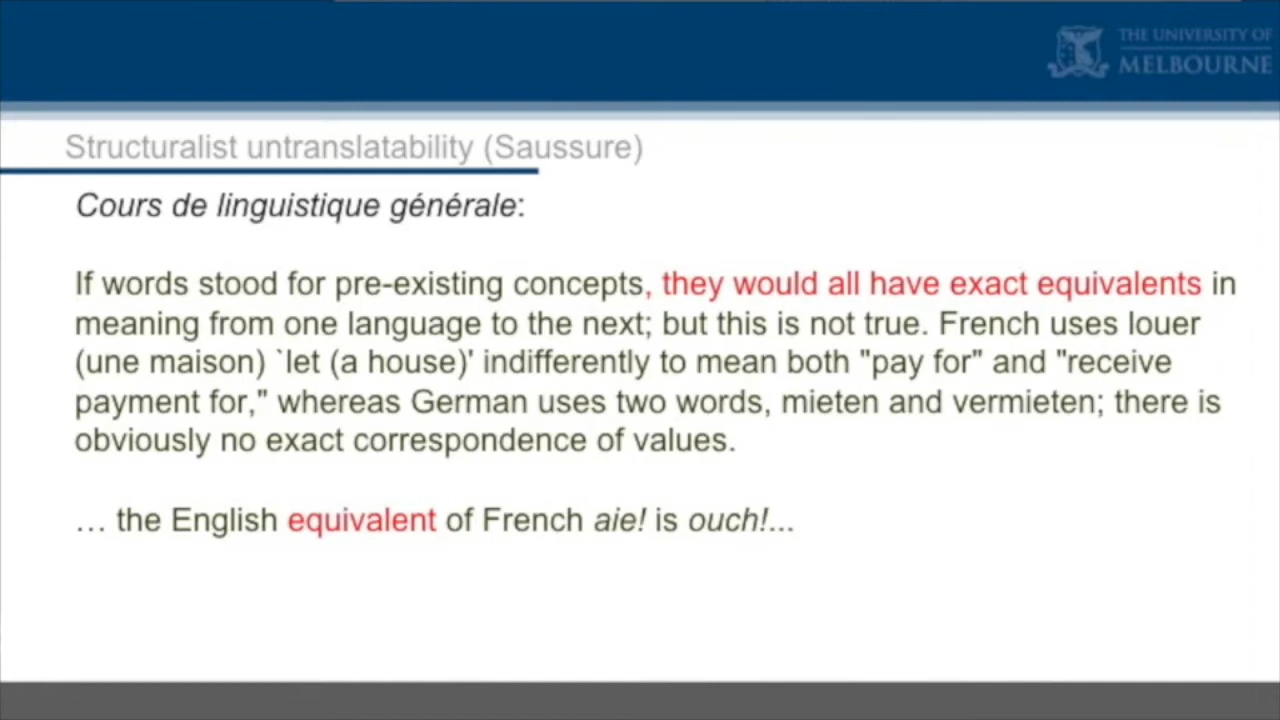 THE UNIVERSITY OF
MELBOURNE
Structuralist untranslatability (Saussure)
Cours de linguistique générale:
If words stood for pre-existing concepts, they would all have exact equivalents in
meaning from one language to the next; but this is not true. French uses louer
(une maison) `let (a house)' indifferently to mean both "pay for" and "receive
payment for," whereas German uses two words, mieten and vermieten; there is
obviously no exact correspondence of values.
… the English equivalent of French aie! is ouch!...